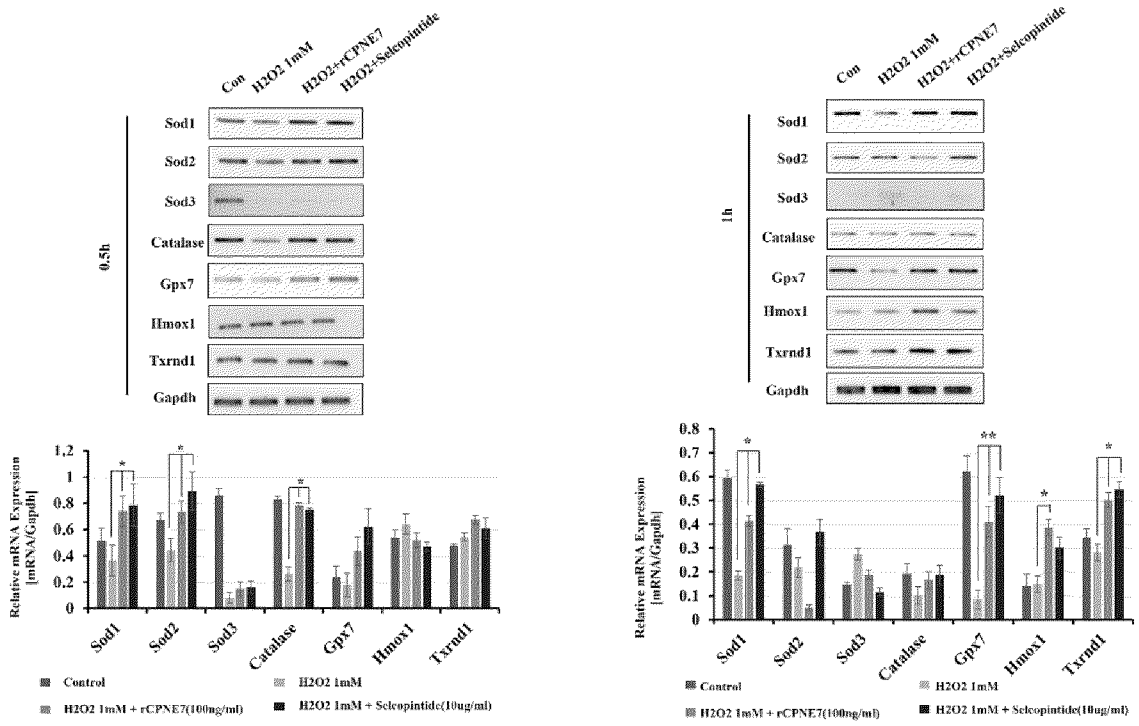 Con
H2O2 1mM
H2O2+rCPNE7
H2O2+Selcopintide
0.5h
Sod1
Sod2
Sod3
Catalase
Gpx7
Hmox1
Txrnd1
Gapdh
Relative mRNA Expression
[mRNA/Gapdh]
1,2
1
0.8
0.6
0.4
0.2
0
*
*
*
Sod1
Sod2
Sod3
Catalase
Gpx7
Hmox1
Txrnd1
Control
H2O2 1mM
H2O2 1mM + rCPNE7(100ng/ml)
H2O2 1mM + Selcopintide(10ug/ml)
Con
H2O2 1mM
H2O2+rCPNE7
H2O2+Selcopintide
1h
Sod1
Sod2
Sod3
Catalase
Gpx7
Hmox1
Txrnd1
Gapdh
Relative mRNA Expression
[mRNA/Gapdh]
0.8
0.7
0.6
0.5
0.4
0.3
0.2
0.1
0
*
**
*
*
Sod1
Sod2
Sod3
Catalase
Gpx7
Hmox1
Txrnd1
Control
H2O2 1mM
H2O2 1mM + rCPNE7(100ng/ml)
H2O2 1mM + Selcopintide(10ug/ml)